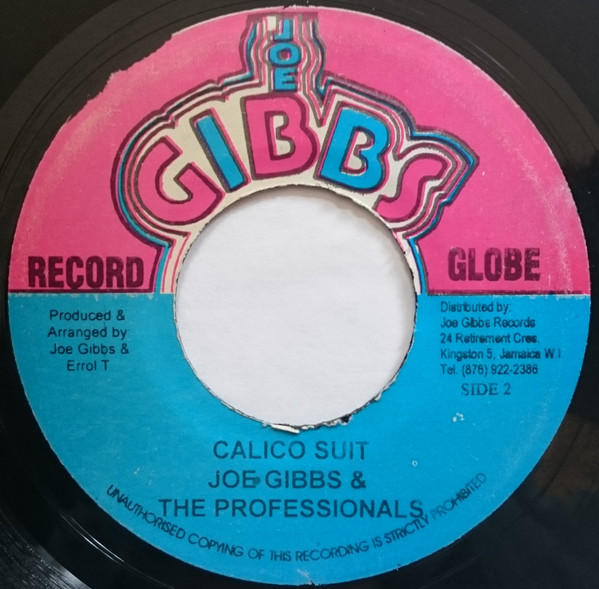 JOE
GIBBS
RECORD GLOBE
Produced &
Arranged by
Joe Gibbs &
Errol T
Distributed by:
Joe Gibbs Records
24 Retirement Cres.
Kingston 5, Jamaica W.I.
Tel. (876) 922-2386
SIDE 2
CALICO SUIT
JOE GIBBS &
THE PROFESSIONALS
UNAUTHORISED COPYING OF THIS RECORDING IS STRICTLY PROHIBITED